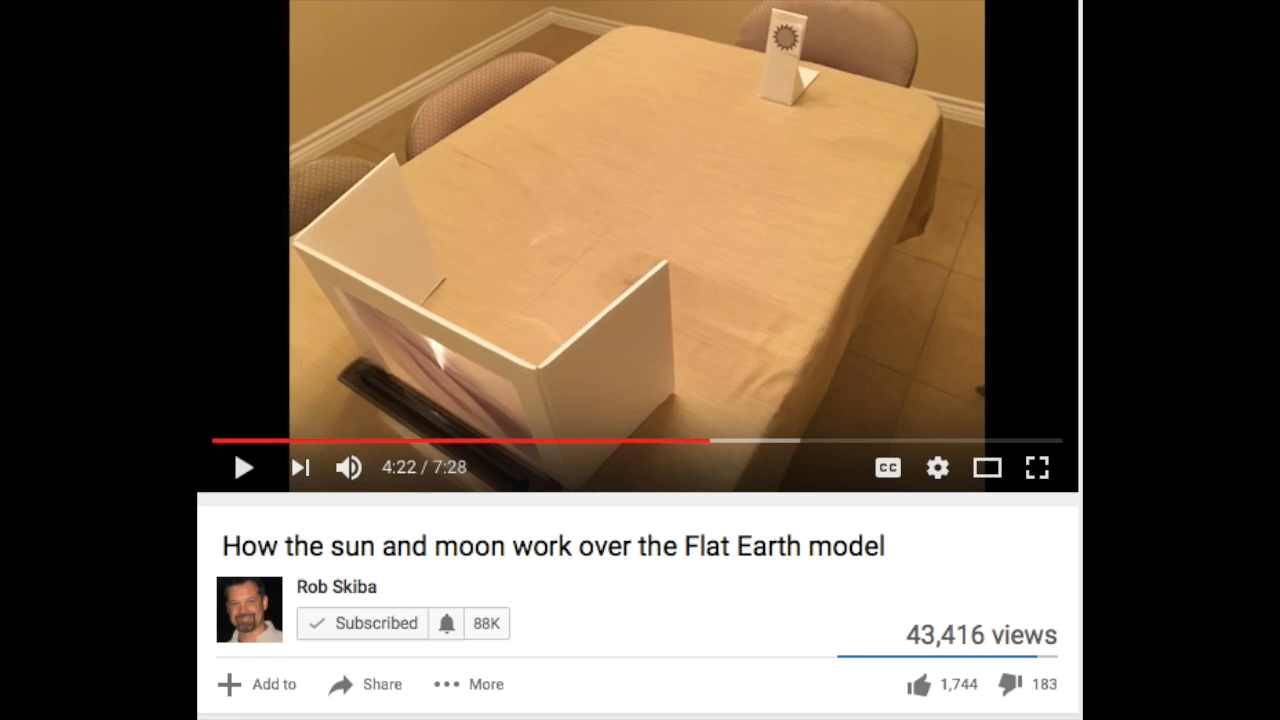 4:22 / 7:28
CC
How the sun and moon work over the Flat Earth model
Rob Skiba
Subscribed 88K
43,416 views
Add to Share More 1,744 183